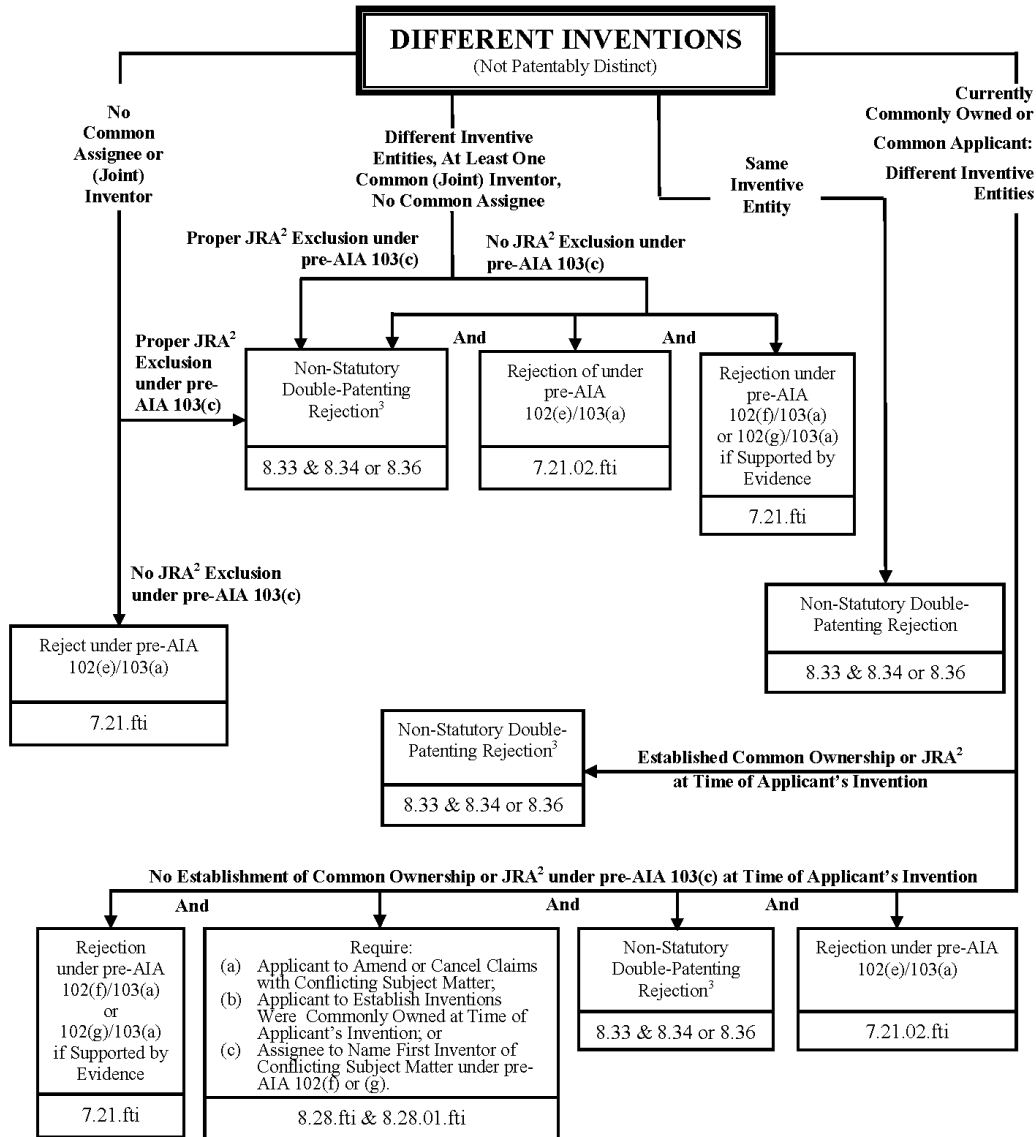 DIFFERENT INVENTIONS
(Not Patentably Distinct)
No
Common
Assignee or
(Joint)
Inventor
Different Inventive
Entities, At Least One
Common (Joint) Inventor,
No Common Assignee
Same
Inventive
Entity
Currently
Commonly Owned or
Common Applicant:
Different Inventive
Entities
Proper JRA² Exclusion under
pre-AIA 103(c)
No JRA² Exclusion under
pre-AIA 103(c)
Proper JRA²
Exclusion
under pre-
AIA 103(c)
And
And
Non-Statutory
Double-Patenting
Rejection³
8.33 & 8.34 or 8.36
Rejection of under
pre-AIA
102(e)/103(a)
7.21.02.fti
Rejection under
pre-AIA
102(f)/103(a)
or 102(g)/103(a)
if Supported by
Evidence
7.21.fti
No JRA² Exclusion
under pre-AIA 103(c)
Reject under pre-AIA
102(e)/103(a)
7.21.fti
Non-Statutory Double-
Patenting Rejection
8.33 & 8.34 or 8.36
Non-Statutory Double-
Patenting Rejection³
8.33 & 8.34 or 8.36
Established Common Ownership or JRA²
at Time of Applicant's Invention
No Establishment of Common Ownership or JRA² under pre-AIA 103(c) at Time of Applicant's Invention
And
And
And
Rejection
under pre-AIA
102(f)/103(a)
or
102(g)/103(a)
if Supported by
Evidence
7.21.fti
Require:
(a) Applicant to Amend or Cancel Claims
with Conflicting Subject Matter;
(b) Applicant to Establish Inventions
Were Commonly Owned at Time of
Applicant's Invention; or
(c) Assignee to Name First Inventor of
Conflicting Subject Matter under pre-
AIA 102(f) or (g).
8.28.fti & 8.28.01.fti
Non-Statutory
Double-Patenting
Rejection³
8.33 & 8.34 or 8.36
Rejection under pre-AIA
102(e)/103(a)
7.21.02.fti